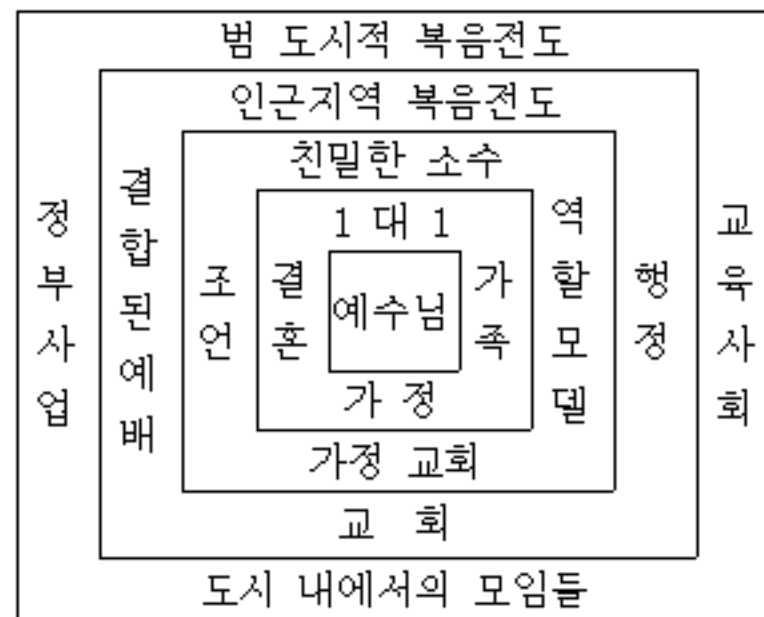 범 도시적 복음전도
인근지역 복음전도
친밀한 소수
1 대 1
정부사업
결합된예배
조언
결혼
예수님
가족
역할모델
행정
교육사회
가 정
가정 교회
교 회
도시 내에서의 모임들